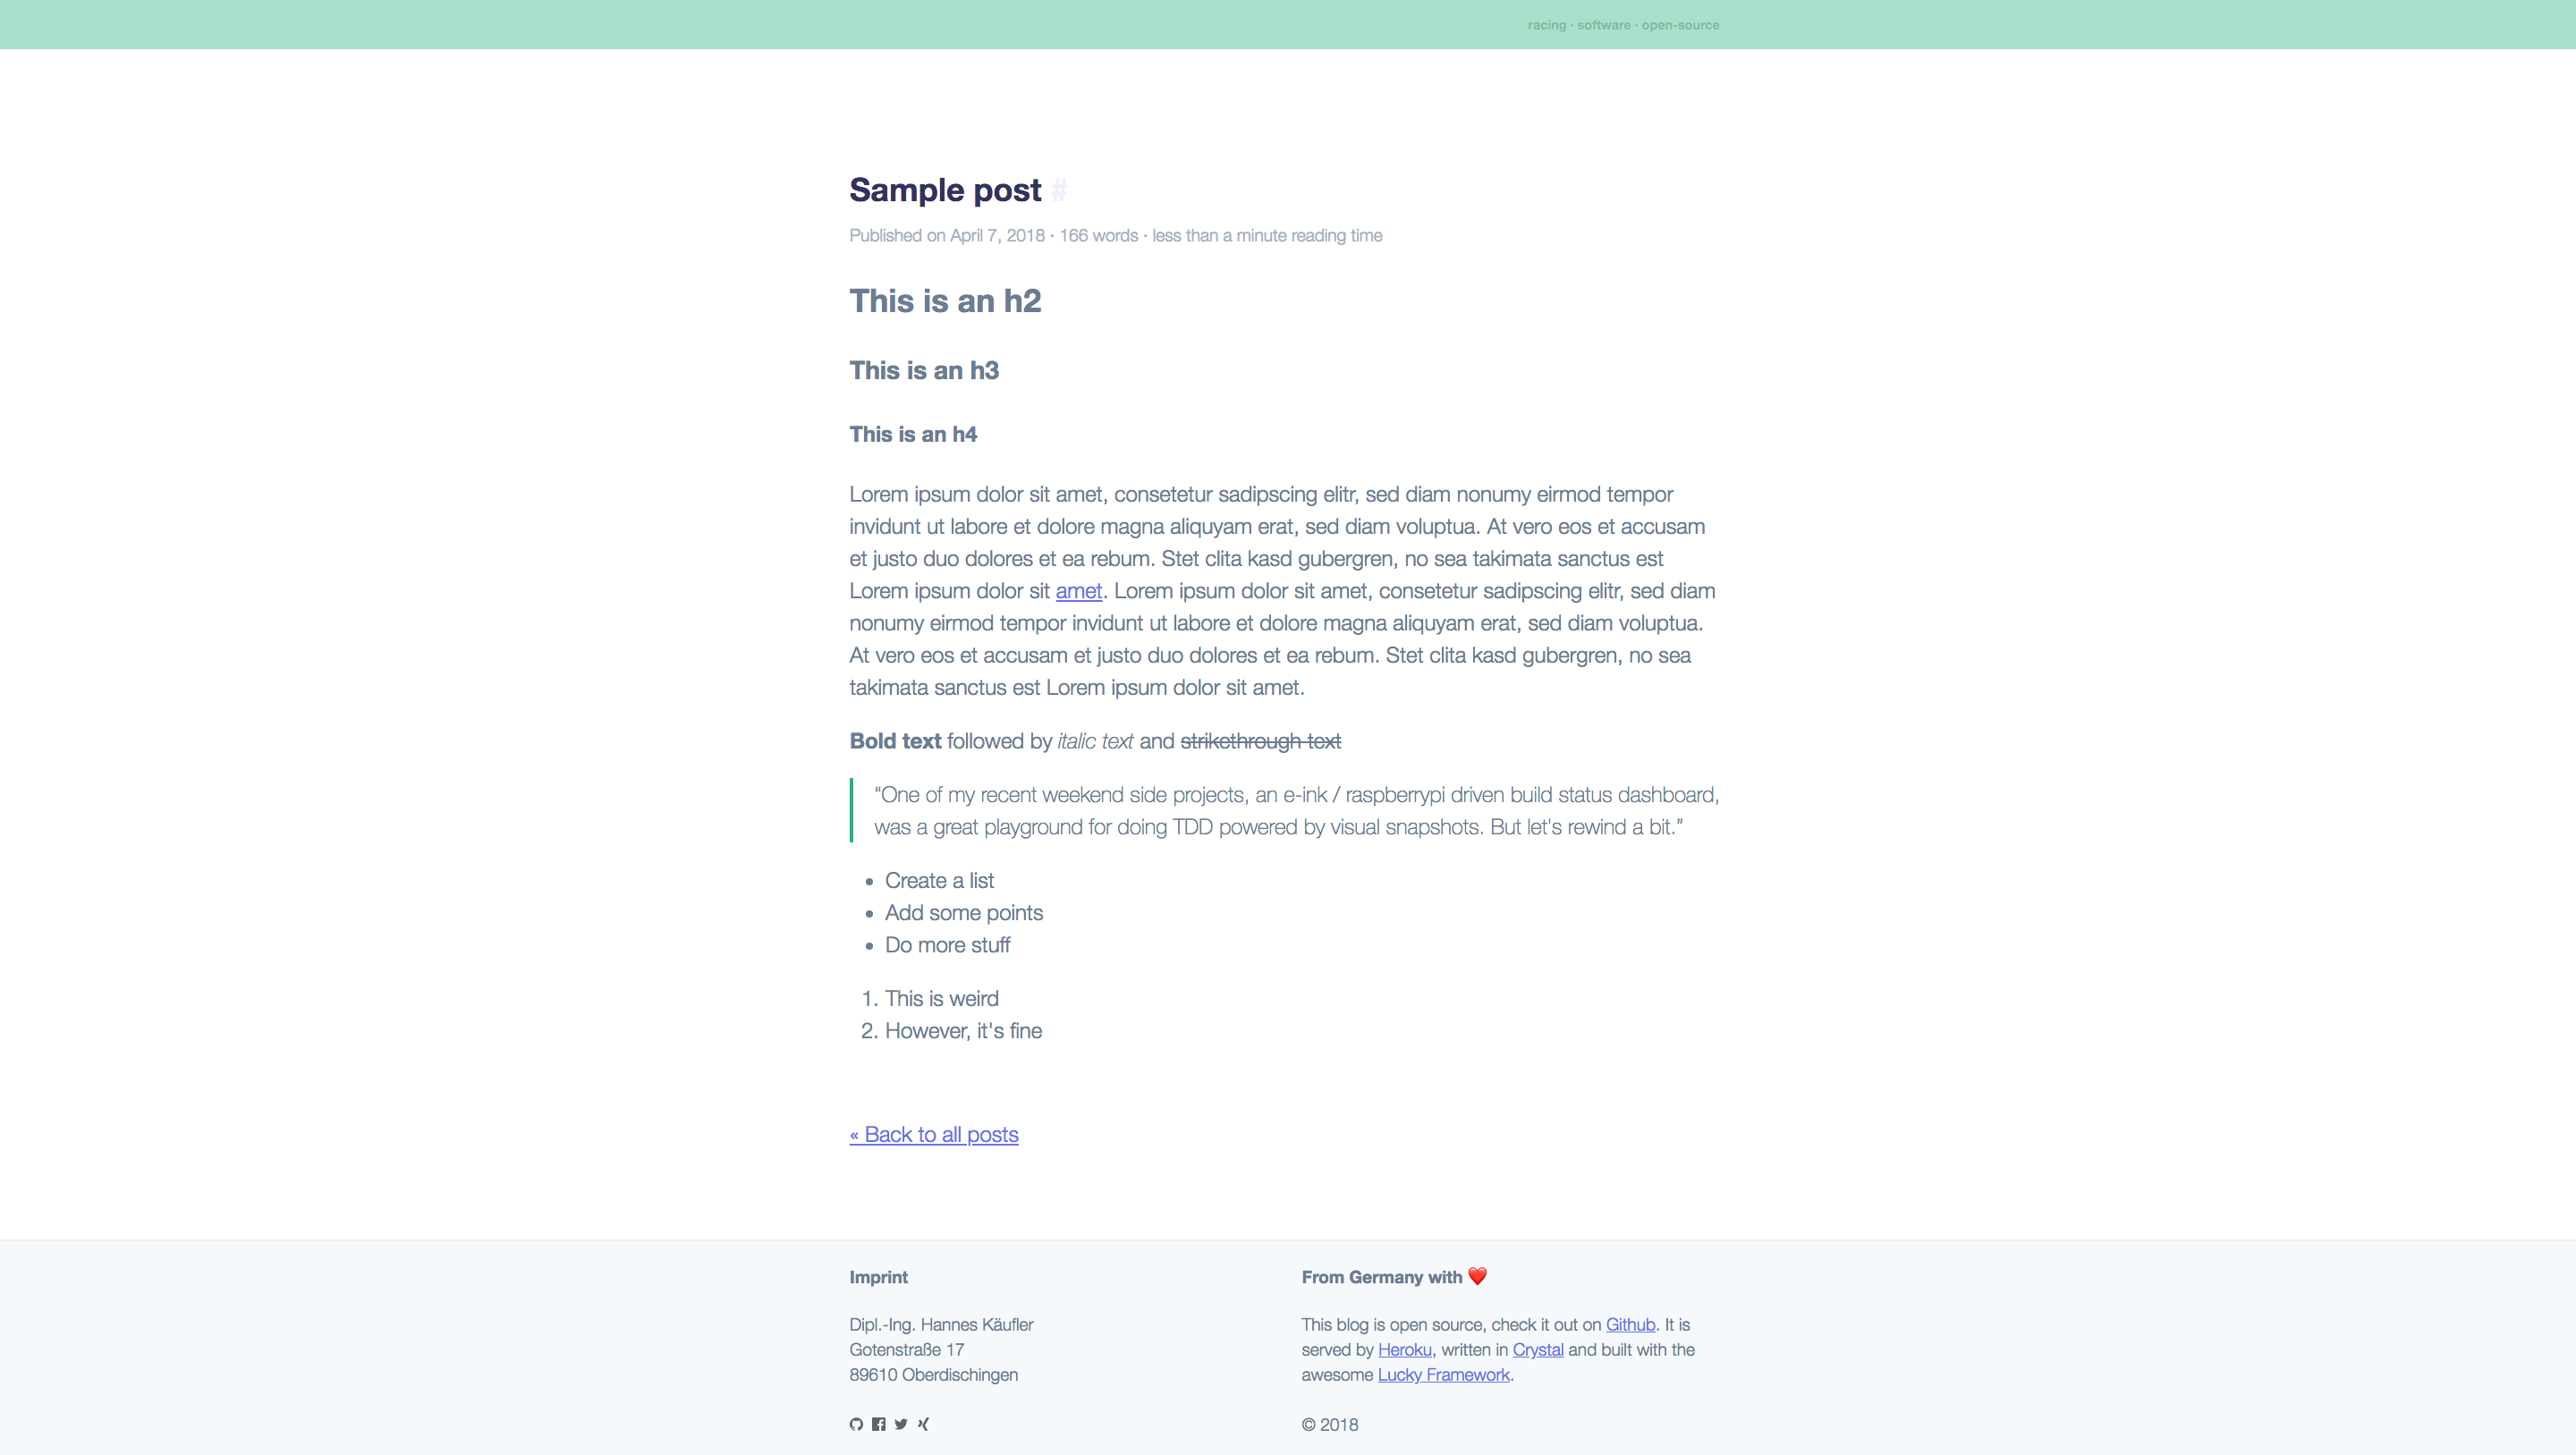 racing · software · open-source
Sample post #
Published on April 7, 2018 · 166 words · less than a minute reading time
This is an h2
This is an h3
This is an h4
Lorem ipsum dolor sit amet, consetetur sadipscing elitr, sed diam nonumy eirmod tempor
invidunt ut labore et dolore magna aliquyam erat, sed diam voluptua. At vero eos et accusam
et justo duo dolores et ea rebum. Stet clita kasd gubergren, no sea takimata sanctus est
Lorem ipsum dolor sit amet. Lorem ipsum dolor sit amet, consetetur sadipscing elitr, sed diam
nonumy eirmod tempor invidunt ut labore et dolore magna aliquyam erat, sed diam voluptua.
At vero eos et accusam et justo duo dolores et ea rebum. Stet clita kasd gubergren, no sea
takimata sanctus est Lorem ipsum dolor sit amet.
Bold text followed by italic text and strikethrough text
“One of my recent weekend side projects, an e-ink / raspberrypi driven build status dashboard,
was a great playground for doing TDD powered by visual snapshots. But let's rewind a bit.”
• Create a list
• Add some points
• Do more stuff
1. This is weird
2. However, it's fine
« Back to all posts
Imprint
Dipl.-Ing. Hannes Käufler
Gotenstraße 17
89610 Oberdischingen
From Germany with ❤️
This blog is open source, check it out on Github. It is
served by Heroku, written in Crystal and built with the
awesome Lucky Framework.
© 2018